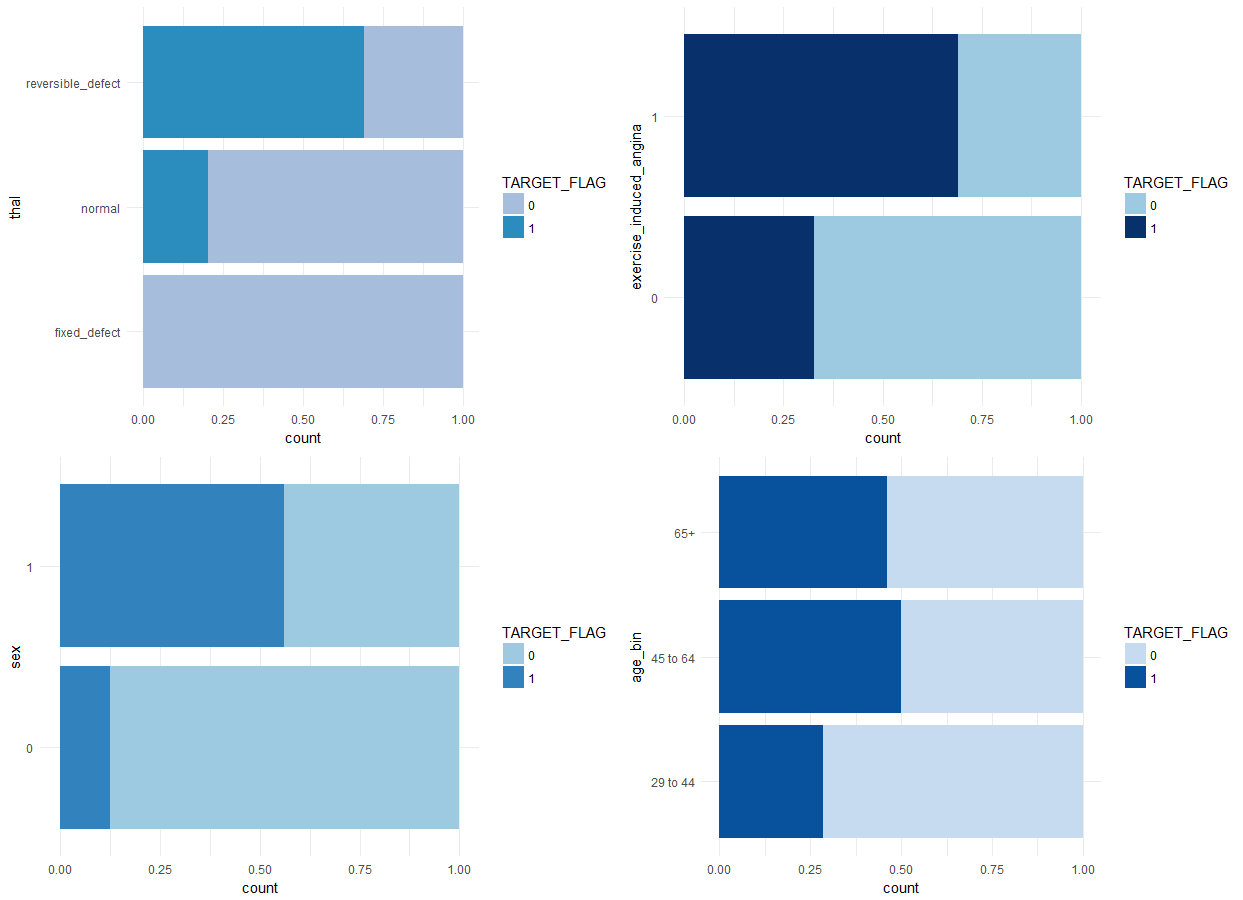 reversible_defect
normal
fixed_defect
thal
0.00 0.25 0.50 0.75 1.00
count
TARGET_FLAG
0
1
1
0
exercise_induced_angina
0.00 0.25 0.50 0.75 1.00
count
TARGET_FLAG
0
1
1
0
sex
0.00 0.25 0.50 0.75 1.00
count
TARGET_FLAG
0
1
65+
45 to 64
29 to 44
age_bin
0.00 0.25 0.50 0.75 1.00
count
TARGET_FLAG
0
1